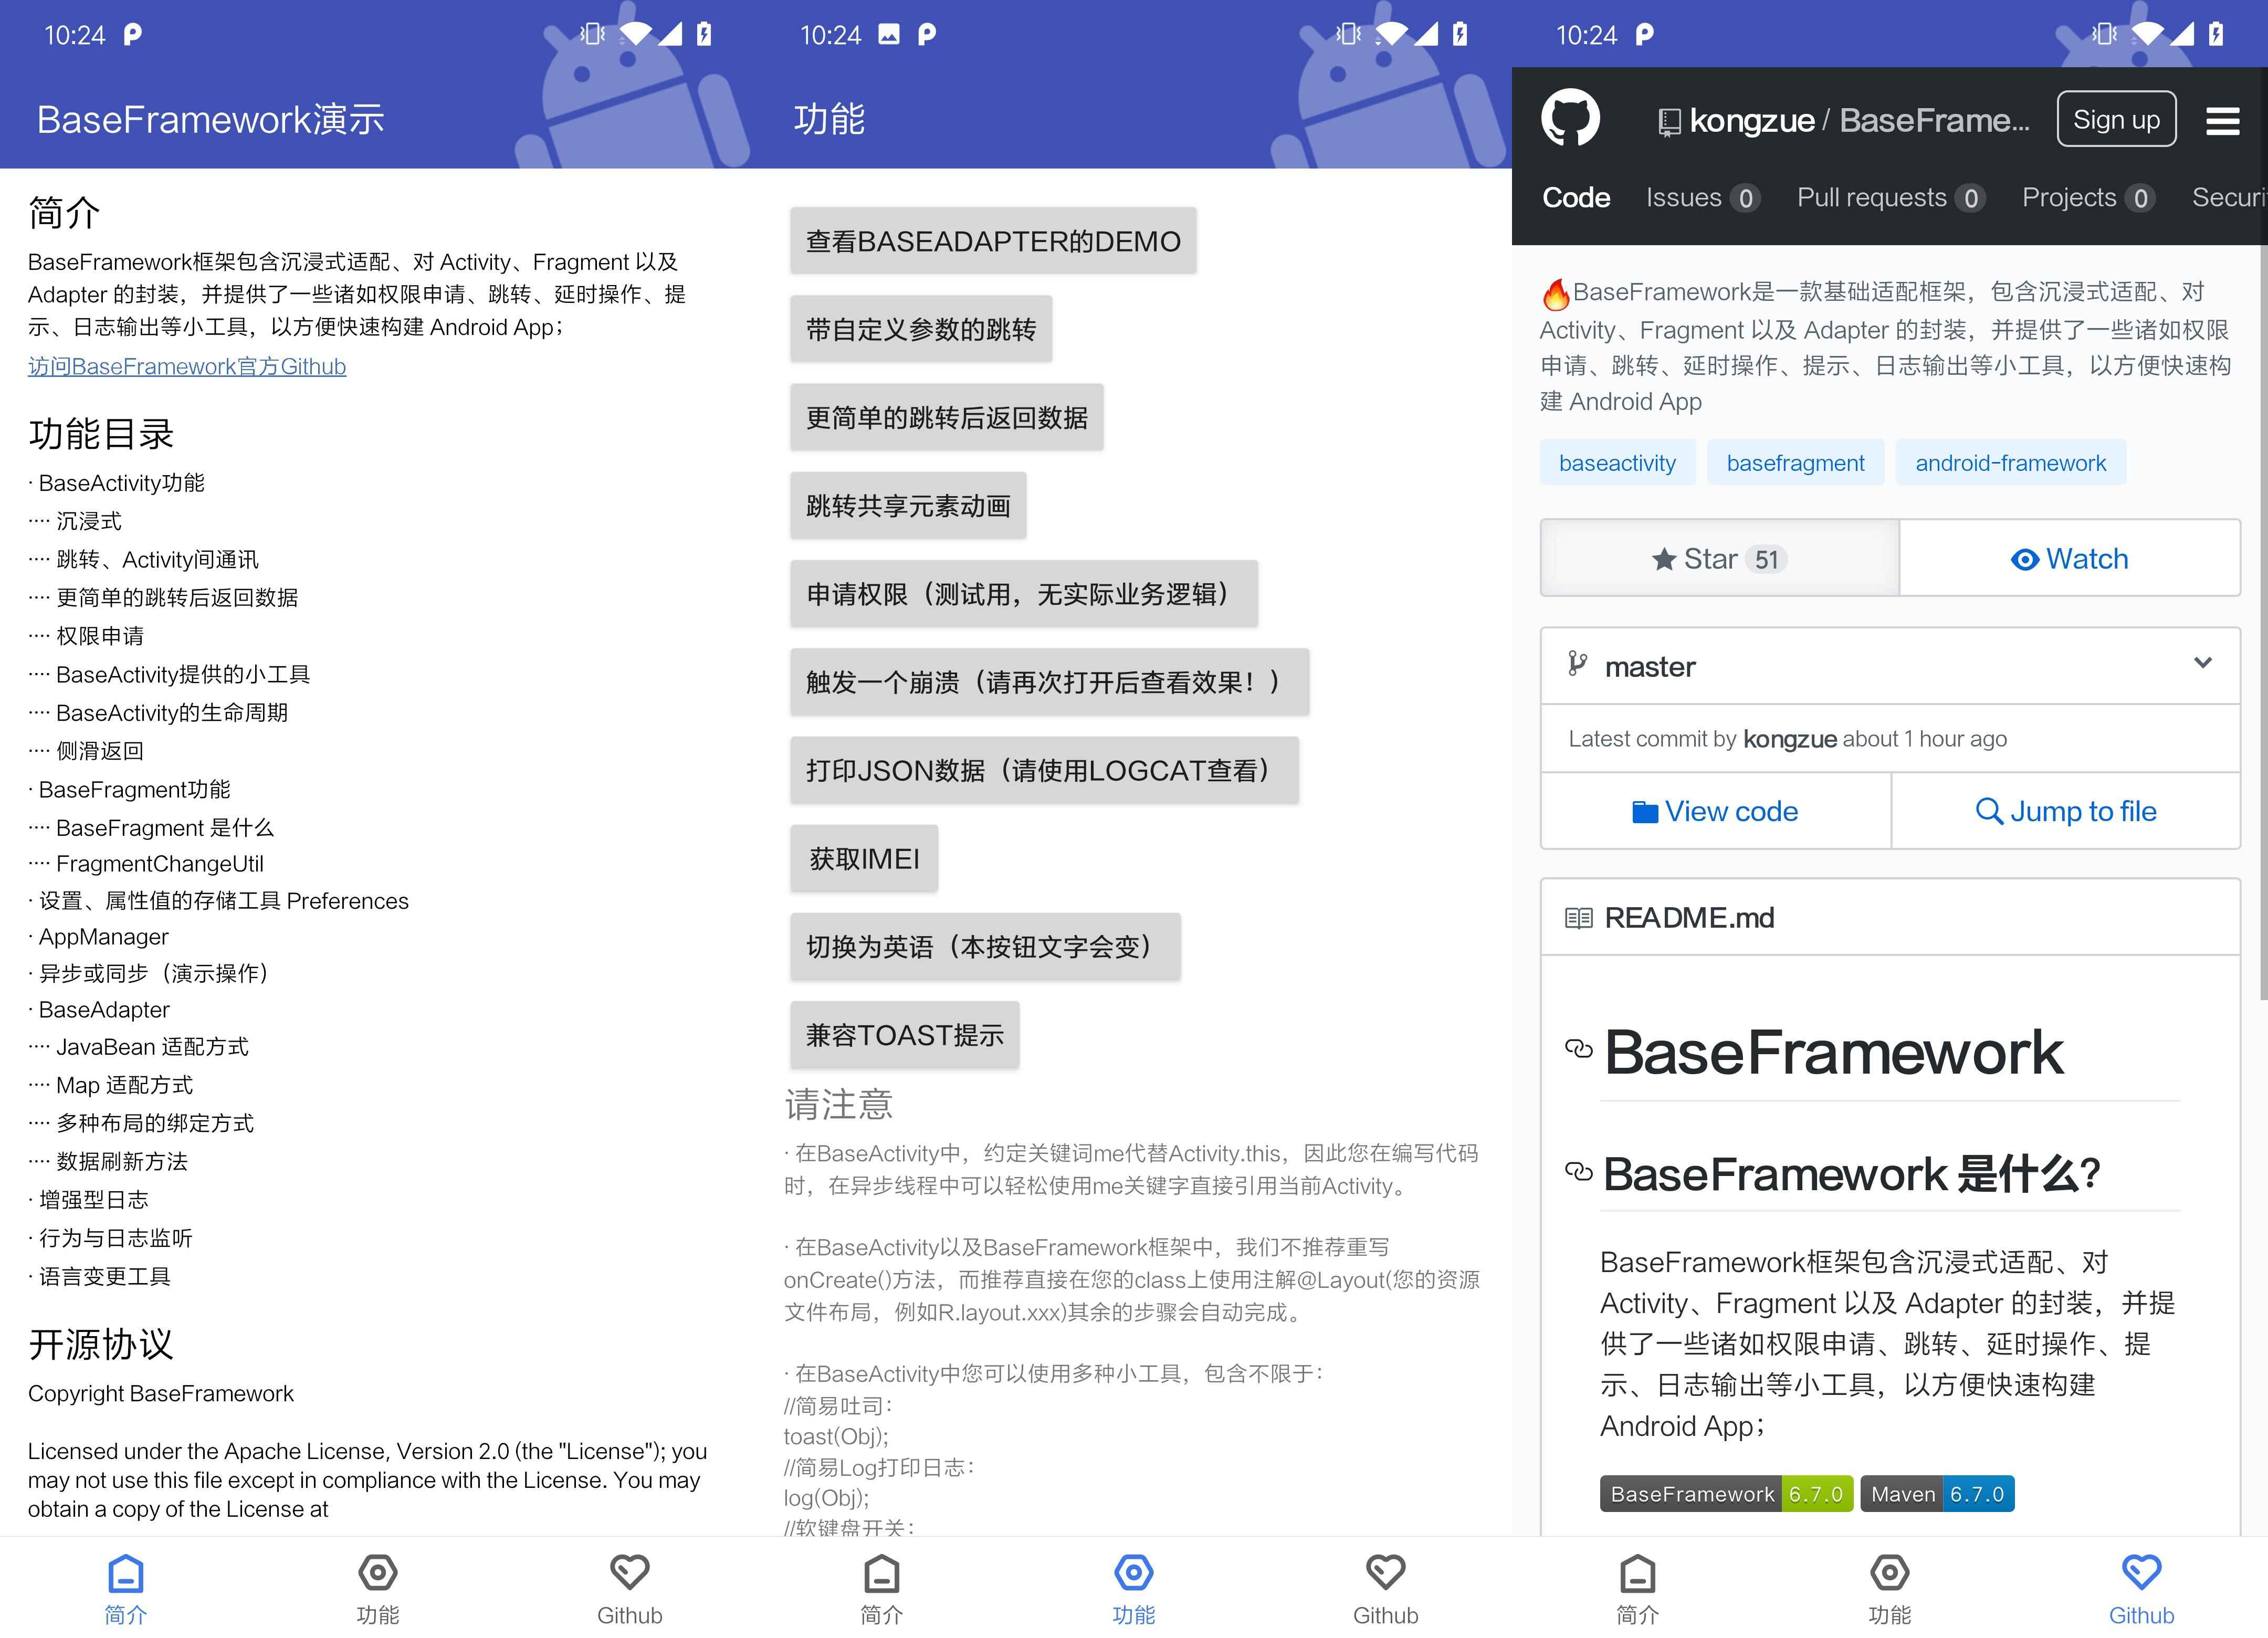 10:24
BaseFramework演示
简介
BaseFramework框架包含沉浸式适配、对 Activity、Fragment 以及
Adapter 的封装，并提供了一些诸如权限申请、跳转、延时操作、提
示、日志输出等小工具，以方便快速构建 Android App；
访问BaseFramework官方Github
功能目录
· BaseActivity功能
···· 沉浸式
···· 跳转、Activity间通讯
···· 更简单的跳转后返回数据
···· 权限申请
···· BaseActivity提供的小工具
···· BaseActivity的生命周期
···· 侧滑返回
· BaseFragment功能
···· BaseFragment 是什么
···· FragmentChangeUtil
· 设置、属性值的存储工具 Preferences
· AppManager
· 异步或同步（演示操作）
· BaseAdapter
···· JavaBean 适配方式
···· Map 适配方式
···· 多种布局的绑定方式
···· 数据刷新方法
· 增强型日志
· 行为与日志监听
· 语言变更工具
开源协议
Copyright BaseFramework
Licensed under the Apache License, Version 2.0 (the "License"); you
may not use this file except in compliance with the License. You may
obtain a copy of the License at
简介
功能
Github
10:24
功能
查看BASEADAPTER的DEMO
带自定义参数的跳转
更简单的跳转后返回数据
跳转共享元素动画
申请权限（测试用，无实际业务逻辑）
触发一个崩溃（请再次打开后查看效果！）
打印JSON数据（请使用LOGCAT查看）
获取IMEI
切换为英语（本按钮文字会变）
兼容TOAST提示
请注意
· 在BaseActivity中，约定关键词me代替Activity.this，因此您在编写代码
时，在异步线程中可以轻松使用me关键字直接引用当前Activity。
· 在BaseActivity以及BaseFramework框架中，我们不推荐重写
onCreate()方法，而推荐直接在您的class上使用注解@Layout(您的资源
文件布局，例如R.layout.xxx)其余的步骤会自动完成。
· 在BaseActivity中您可以使用多种小工具，包含不限于：
//简易吐司：
toast(Obj);
//简易Log打印日志：
log(Obj);
//软键盘开关：
简介
功能
Github
10:24
kongzue / BaseFrame...
Sign up
Code
Issues 0
Pull requests 0
Projects 0
Securi
🔥BaseFramework是一款基础适配框架，包含沉浸式适配、对
Activity、Fragment 以及 Adapter 的封装，并提供了一些诸如权限
申请、跳转、延时操作、提示、日志输出等小工具，以方便快速构
建 Android App
baseactivity
basefragment
android-framework
Star 51
Watch
master
Latest commit by kongzue about 1 hour ago
View code
Jump to file
README.md
BaseFramework
BaseFramework 是什么?
BaseFramework框架包含沉浸式适配、对
Activity、Fragment 以及 Adapter 的封装，并提
供了一些诸如权限申请、跳转、延时操作、提
示、日志输出等小工具，以方便快速构建
Android App；
BaseFramework 6.7.0
Maven 6.7.0
简介
功能
Github